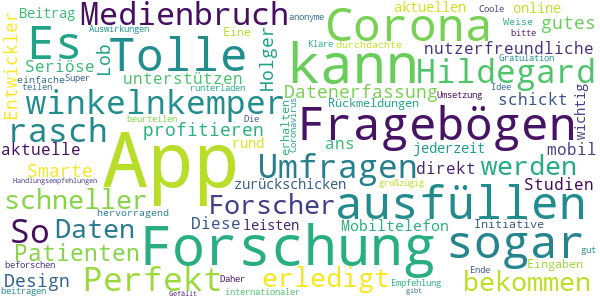 Beitrag
Medienbruch
Auswirkungen
anonyme
Corona
aktuellen
Coole
online
Eine
Weise
gutes
Entwickler
Es
Tolle
Lob
Holger
Klare
durchdachte
bitte
nutzerfreundliche
Seriöse
unterstützen
kann
Gratulation
einfache
Super
Hildegard
teilen
runterladen
Datenerfassung
Umsetzung
Idee
winkelnkemper
Rückmeldungen
schickt
wichtig
rasch
profitieren
erhalten
Coronavirus
Fragebögen
mobil
beurteilen
Die
rund
ans
jederzeit
aktuelle
App
Umfragen
werden
direkt
Smarte
Studien
Handlungsempfehlungen
zurückschicken
großzügig
schneller
Forscher
ausfüllen
hervorragend
So
Daten
Diese
leisten
Mobiltelefon
Initiative
gut
Patienten
Forschung
sogar
beforschen
Daher
Empfehlung
Ende
Eingaben
Design
Perfekt
erledigt
bekommen
beitragen
Gefällt
internationaler
gibt